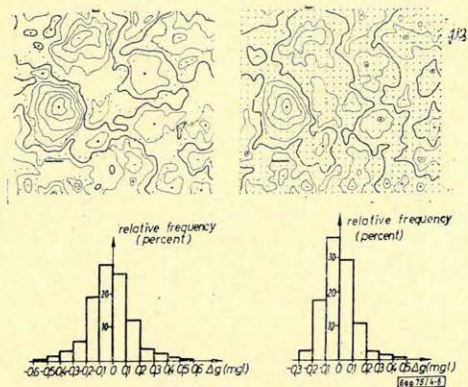 relative frequency
(percent)
20
10
-0,6 -0,5 -0,4 -0,3 -0,2 -0,1 0 0,1 0,2 0,3 0,4 0,5 0,6 Δg(mgl)
relative frequency
(percent)
30
20
10
-0,3 -0,2 -0,1 0 0,1 0,2 0,3 0,4 0,5 Δg(mgl)